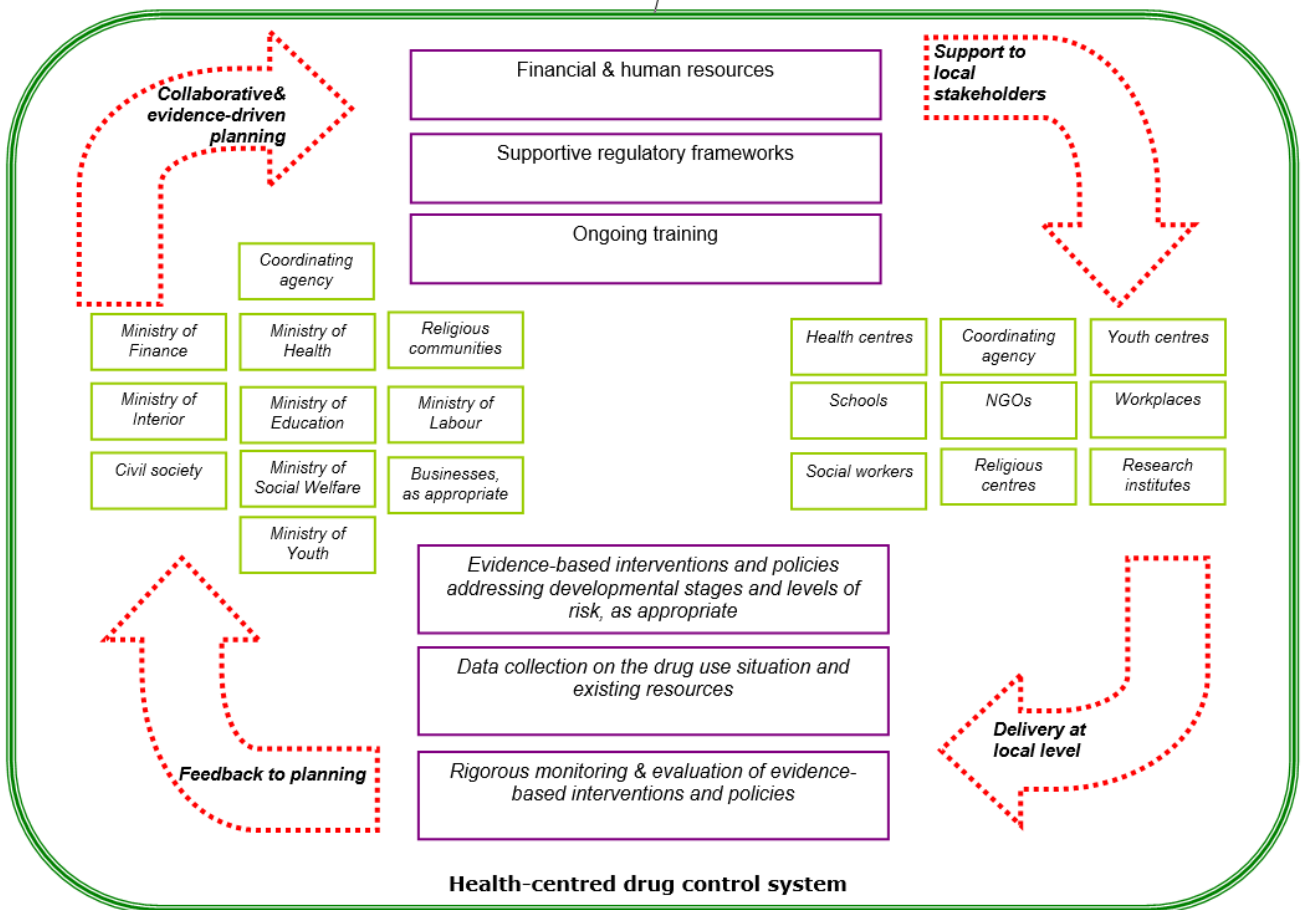 Collaborative&
evidence-driven
planning
Financial & human resources
Supportive regulatory frameworks
Ongoing training
Support to
local
stakeholders
Coordinating
agency
Ministry of
Finance
Ministry of
Health
Religious
communities
Ministry of
Interior
Ministry of
Education
Ministry of
Labour
Civil society
Ministry of
Social Welfare
Businesses,
as appropriate
Ministry of
Youth
Health centres
Coordinating
agency
Youth centres
Schools
NGOs
Workplaces
Social workers
Religious
centres
Research
institutes
Evidence-based interventions and policies
addressing developmental stages and levels of
risk, as appropriate
Data collection on the drug use situation and
existing resources
Rigorous monitoring & evaluation of evidence-
based interventions and policies
Delivery at
local level
Feedback to planning
Health-centred drug control system